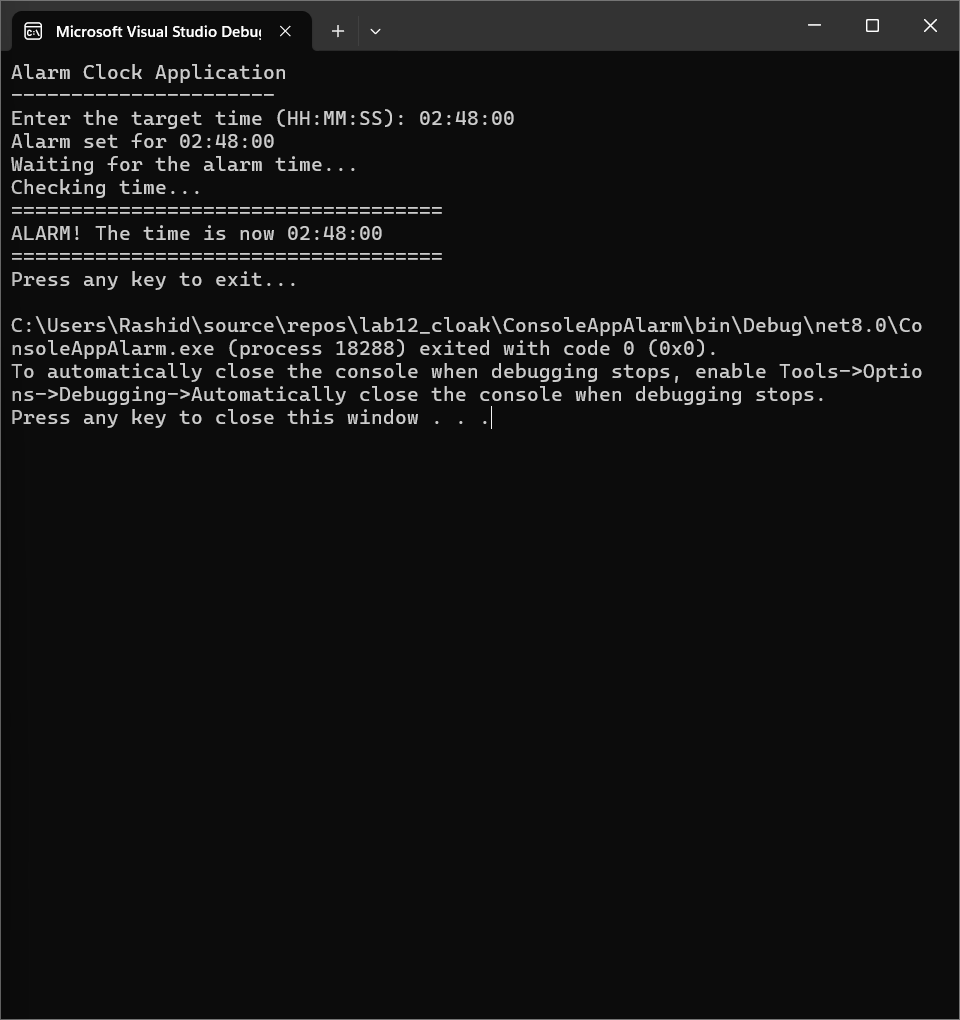 Microsoft Visual Studio Debu
Alarm Clock Application
----------------------
Enter the target time (HH:MM:SS): 02:48:00
Alarm set for 02:48:00
Waiting for the alarm time...
Checking time...
====================================
ALARM! The time is now 02:48:00
====================================
Press any key to exit...
C:\Users\Rashid\source\repos\lab12_cloak\ConsoleAppAlarm\bin\Debug\net8.0\Co
nsoleAppAlarm.exe (process 18288) exited with code 0 (0x0).
To automatically close the console when debugging stops, enable Tools->Optio
ns->Debugging->Automatically close the console when debugging stops.
Press any key to close this window . . .